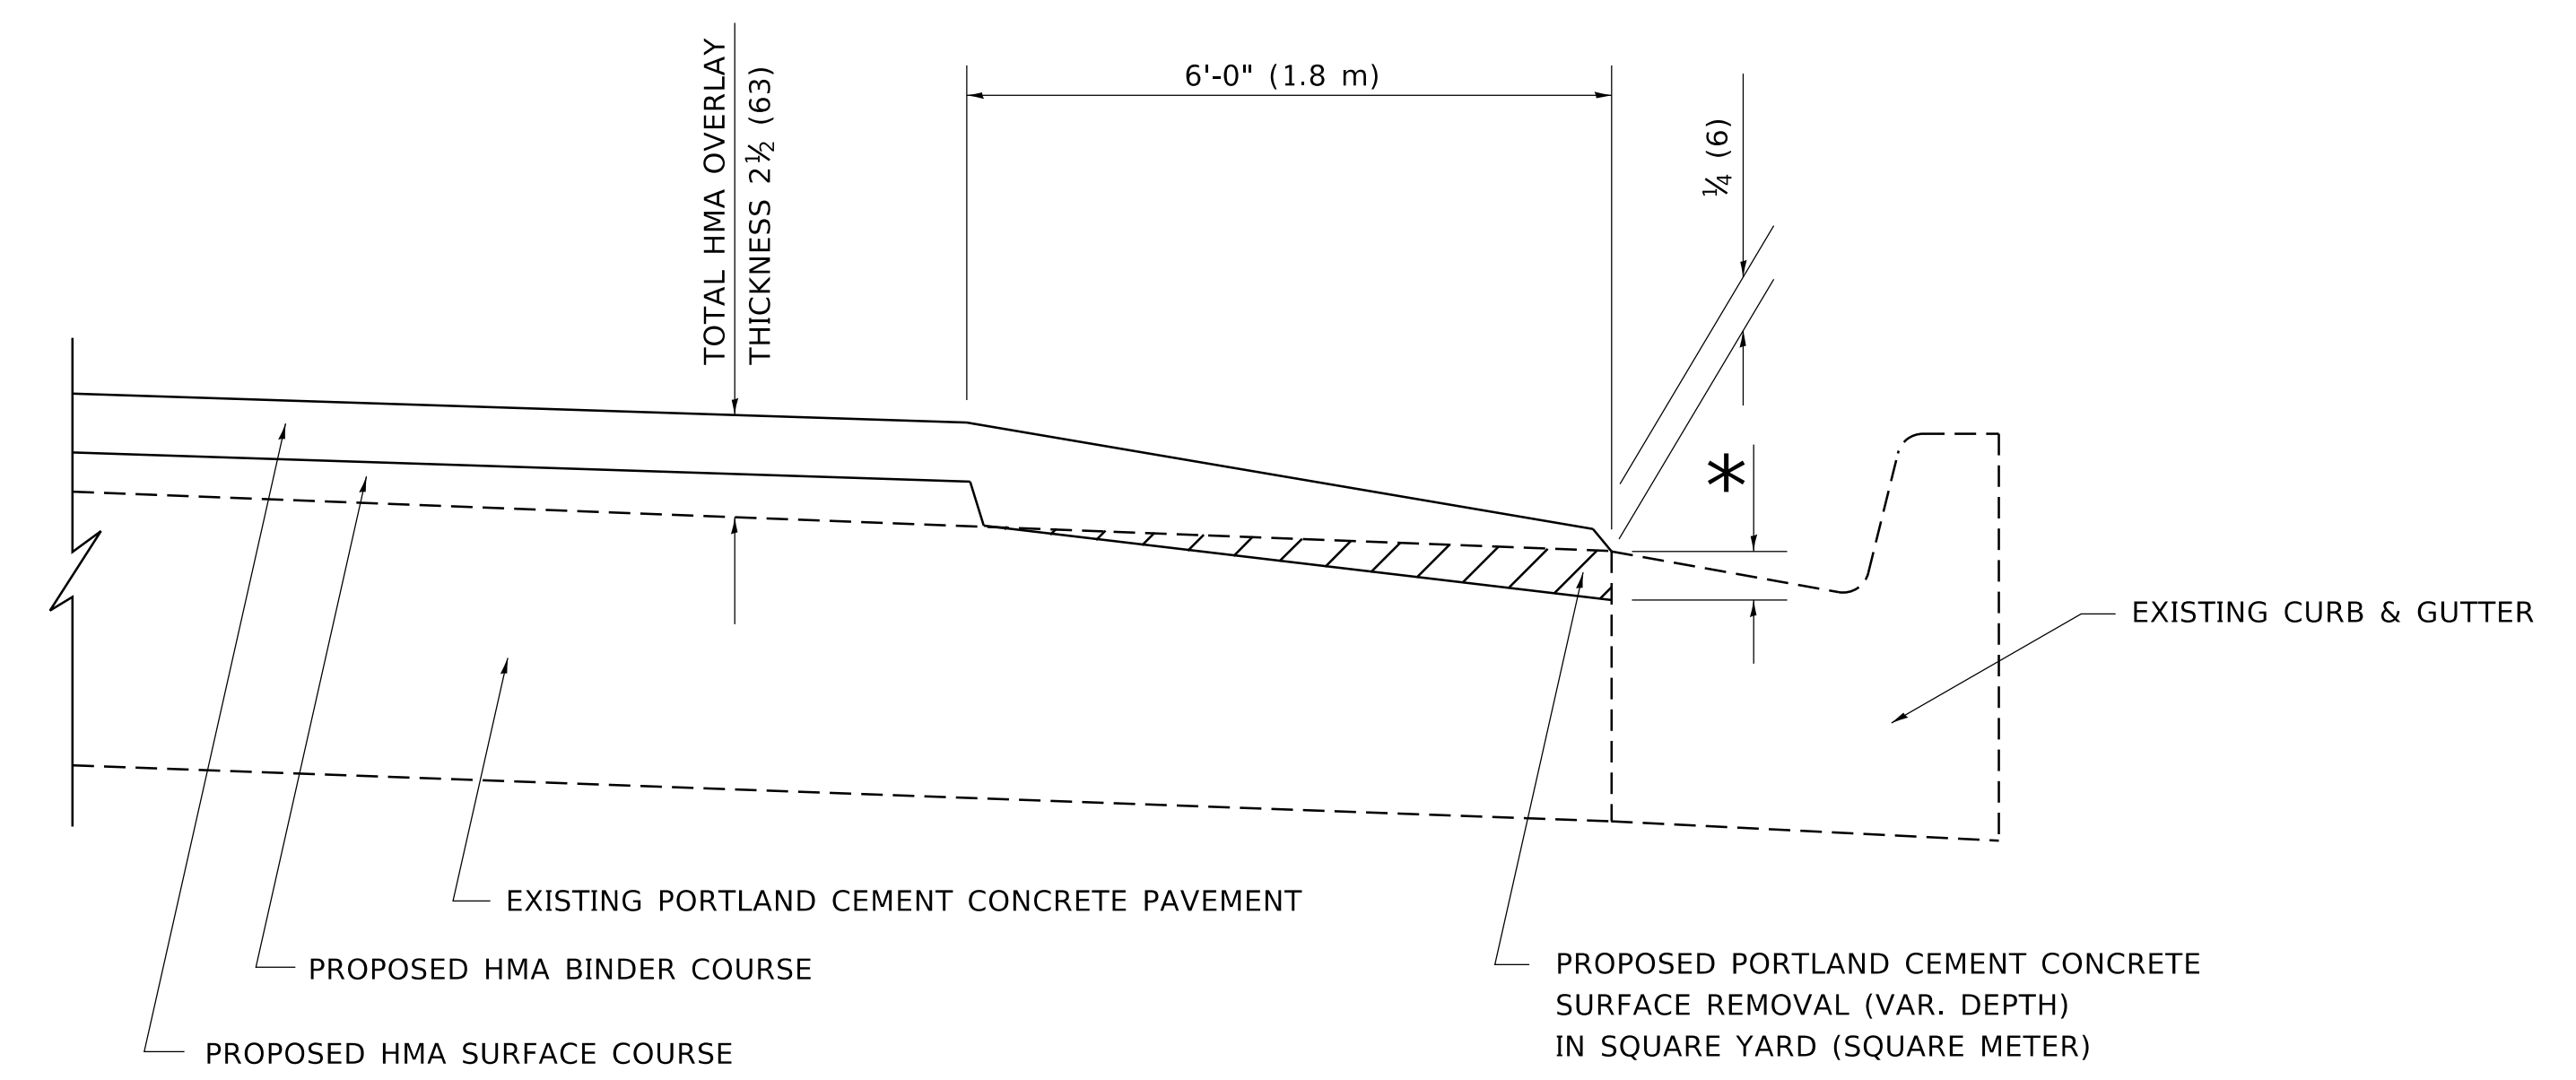 TOTAL HMA OVERLAY
THICKNESS 2½ (63)
6'-0" (1.8 m)
¼ (6)
*
EXISTING CURB & GUTTER
EXISTING PORTLAND CEMENT CONCRETE PAVEMENT
PROPOSED HMA BINDER COURSE
PROPOSED HMA SURFACE COURSE
PROPOSED PORTLAND CEMENT CONCRETE
SURFACE REMOVAL (VAR. DEPTH)
IN SQUARE YARD (SQUARE METER)